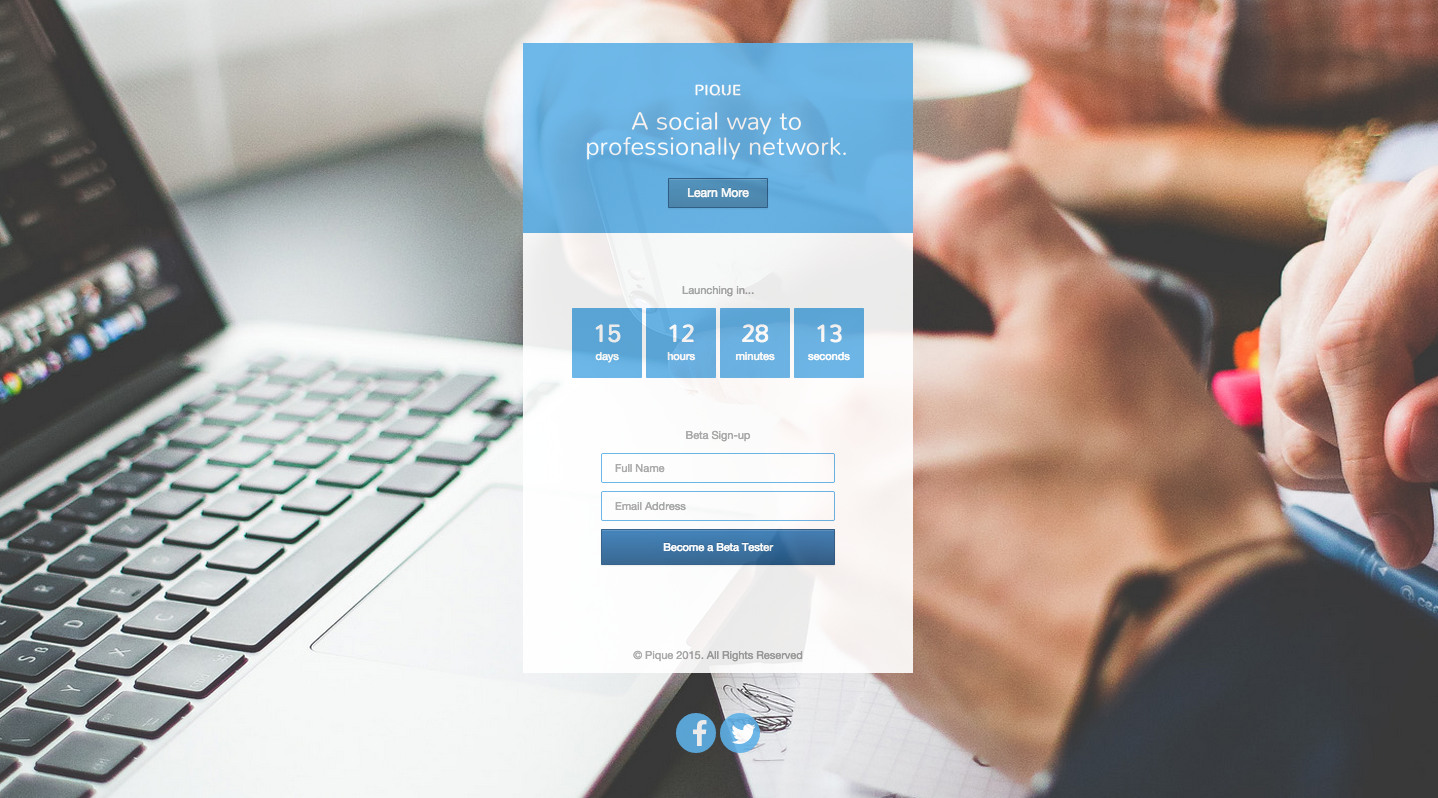 PIQUE
A social way to
professionally network.
Learn More
Launching in...
15 12 28 13
days hours minutes seconds
Beta Sign-up
Full Name
Email Address
Become a Beta Tester
© Pique 2015. All Rights Reserved